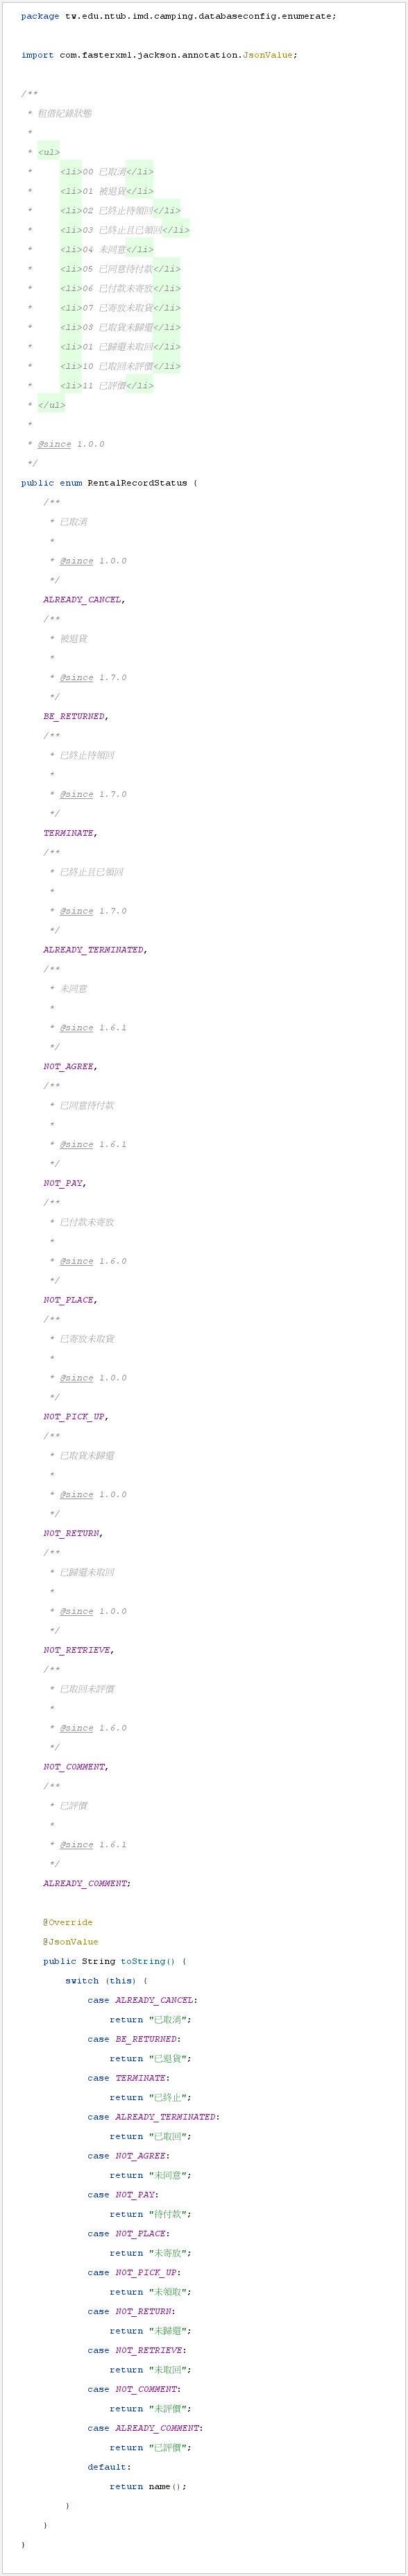 package tw.edu.ntub.imd.camping.databaseconfig.enumerate;
import com.fasterxml.jackson.annotation.JsonValue;
/**
 * 租借紀錄狀態
 *
 * <ul>
 *     <li>00 已取消</li>
 *     <li>01 被退貨</li>
 *     <li>02 已終止待領回</li>
 *     <li>03 已終止且已領回</li>
 *     <li>04 未同意</li>
 *     <li>05 已同意待付款</li>
 *     <li>06 已付款未寄放</li>
 *     <li>07 已寄放未取貨</li>
 *     <li>08 已取貨未歸還</li>
 *     <li>01 已歸還未取回</li>
 *     <li>10 已取回未評價</li>
 *     <li>11 已評價</li>
 * </ul>
 *
 * @since 1.0.0
 */
public enum RentalRecordStatus {
    /**
     * 已取消
     *
     * @since 1.0.0
     */
    ALREADY_CANCEL,
    /**
     * 被退貨
     *
     * @since 1.7.0
     */
    BE_RETURNED,
    /**
     * 已終止待領回
     *
     * @since 1.7.0
     */
    TERMINATE,
    /**
     * 已終止且已領回
     *
     * @since 1.7.0
     */
    ALREADY_TERMINATED,
    /**
     * 未同意
     *
     * @since 1.6.1
     */
    NOT_AGREE,
    /**
     * 已同意待付款
     *
     * @since 1.6.1
     */
    NOT_PAY,
    /**
     * 已付款未寄放
     *
     * @since 1.6.0
     */
    NOT_PLACE,
    /**
     * 已寄放未取貨
     *
     * @since 1.0.0
     */
    NOT_PICK_UP,
    /**
     * 已取貨未歸還
     *
     * @since 1.0.0
     */
    NOT_RETURN,
    /**
     * 已歸還未取回
     *
     * @since 1.0.0
     */
    NOT_RETRIEVE,
    /**
     * 已取回未評價
     *
     * @since 1.6.0
     */
    NOT_COMMENT,
    /**
     * 已評價
     *
     * @since 1.6.1
     */
    ALREADY_COMMENT;
    @Override
    @JsonValue
    public String toString() {
        switch (this) {
            case ALREADY_CANCEL:
                return "已取消";
            case BE_RETURNED:
                return "已退貨";
            case TERMINATE:
                return "已終止";
            case ALREADY_TERMINATED:
                return "已取回";
            case NOT_AGREE:
                return "未同意";
            case NOT_PAY:
                return "待付款";
            case NOT_PLACE:
                return "未寄放";
            case NOT_PICK_UP:
                return "未領取";
            case NOT_RETURN:
                return "未歸還";
            case NOT_RETRIEVE:
                return "未取回";
            case NOT_COMMENT:
                return "未評價";
            case ALREADY_COMMENT:
                return "已評價";
            default:
                return name();
        }
    }
}